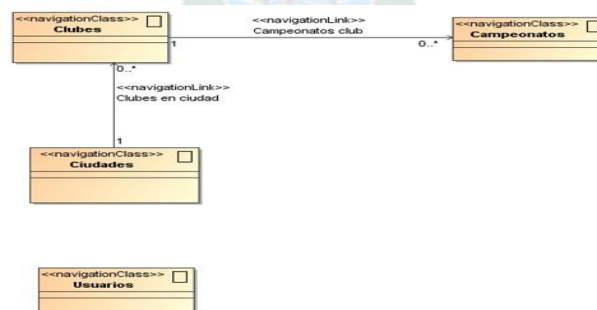 <<navigationClass>>
Clubes
<<navigationLink>>
Campeonatos club
<<navigationClass>>
Campeonatos
1
0..*
0..*
<<navigationLink>>
Clubes en ciudad
1
<<navigationClass>>
Ciudades
<<navigationClass>>
Usuarios